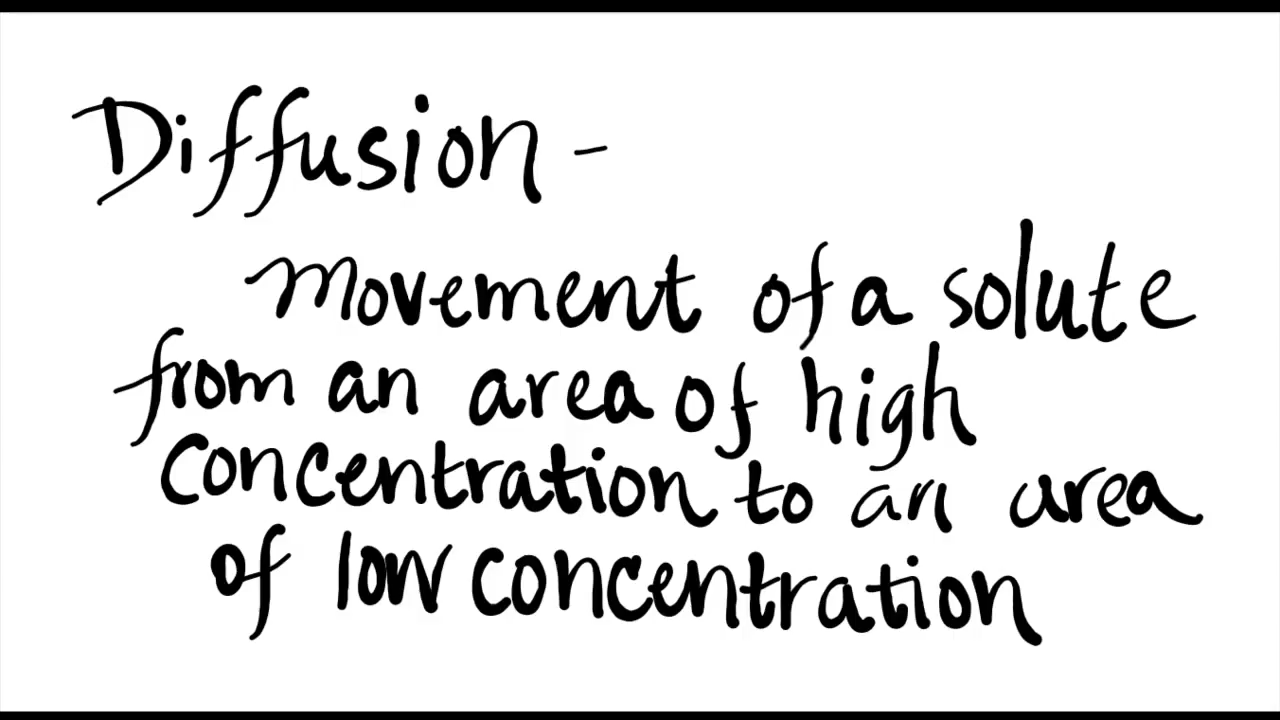 Diffusion -
Movement of a solute
from an area of high
concentration to an area
of low concentration